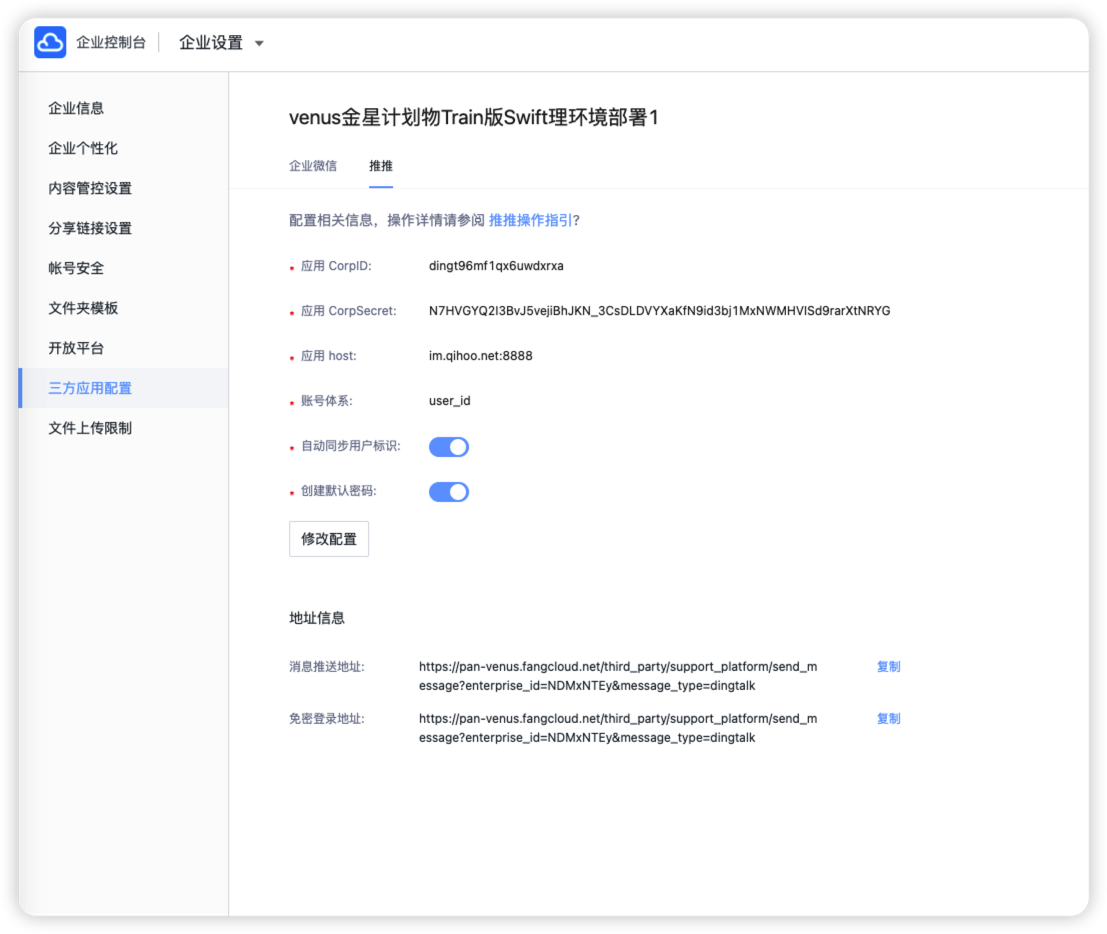 企业控制台 企业设置
企业信息
企业个性化
内容管控设置
分享链接设置
帐号安全
文件夹模板
开放平台
三方应用配置
文件上传限制
venus金星计划物Train版Swift理环境部署1
企业微信 推推
配置相关信息，操作详情请参阅 推推操作指引?
应用 CorpID: dingt96mf1qx6uwdxrxa
应用 CorpSecret: N7HVGYQ2I3BvJ5vejiBhJKN_3CsDLDVYXaKfN9id3bj1MxNWMHVISd9rarXtNRYG
应用 host: im.qihoo.net:8888
账号体系: user_id
自动同步用户标识:
创建默认密码:
修改配置
地址信息
消息推送地址: https://pan-venus.fangcloud.net/third_party/support_platform/send_m 复制
essage?enterprise_id=NDMxNTEy&message_type=dingtalk
免密登录地址: https://pan-venus.fangcloud.net/third_party/support_platform/send_m 复制
essage?enterprise_id=NDMxNTEy&message_type=dingtalk